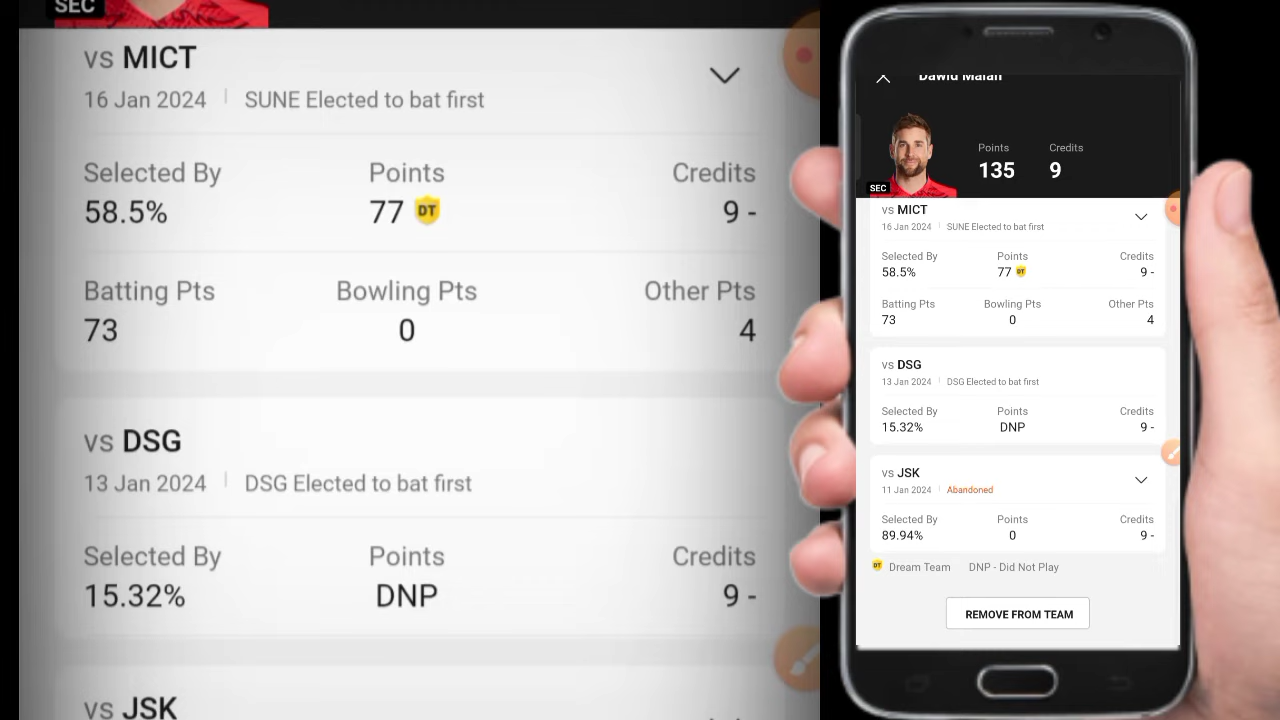 SEC
vs MICT
16 Jan 2024 SUNE Elected to bat first
Selected By Points Credits
58.5% 77 DT 9 -
Batting Pts Bowling Pts Other Pts
73 0 4
vs DSG
13 Jan 2024 DSG Elected to bat first
Selected By Points Credits
15.32% DNP 9 -
vs JSK
Dawid Malan
Points Credits
135 9
SEC
vs MICT
16 Jan 2024 SUNE Elected to bat first
Selected By Points Credits
58.5% 77 DT 9 -
Batting Pts Bowling Pts Other Pts
73 0 4
vs DSG
13 Jan 2024 DSG Elected to bat first
Selected By Points Credits
15.32% DNP 9 -
vs JSK
11 Jan 2024 Abandoned
Selected By Points Credits
89.94% 0 9 -
DT Dream Team DNP - Did Not Play
REMOVE FROM TEAM